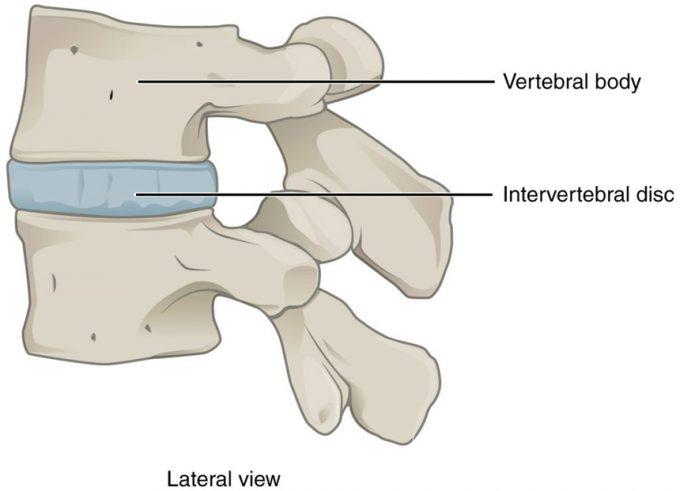 Vertebral body
Intervertebral disc
Lateral view